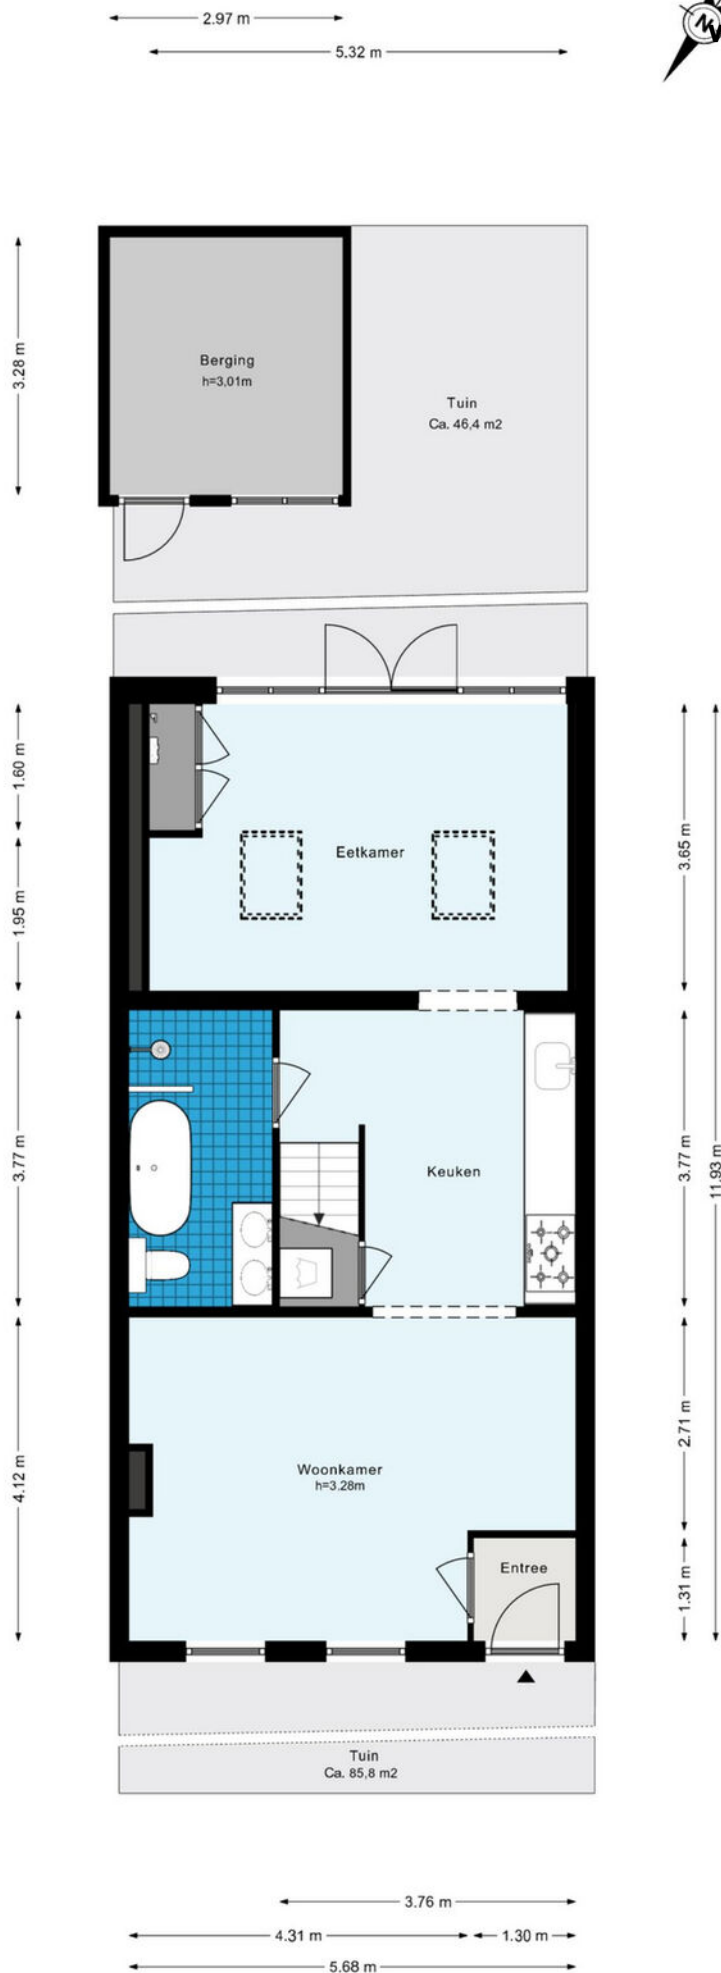 2.97 m
5.32 m
N
3.28 m
Berging
h=3,01m
Tuin
Ca. 46,4 m2
1.60 m
1.95 m
Eetkamer
3.65 m
11.93 m
3.77 m
Keuken
3.77 m
4.12 m
Woonkamer
h=3.28m
2.71 m
Entree
1.31 m
Tuin
Ca. 85,8 m2
3.76 m
4.31 m
1.30 m
5.68 m